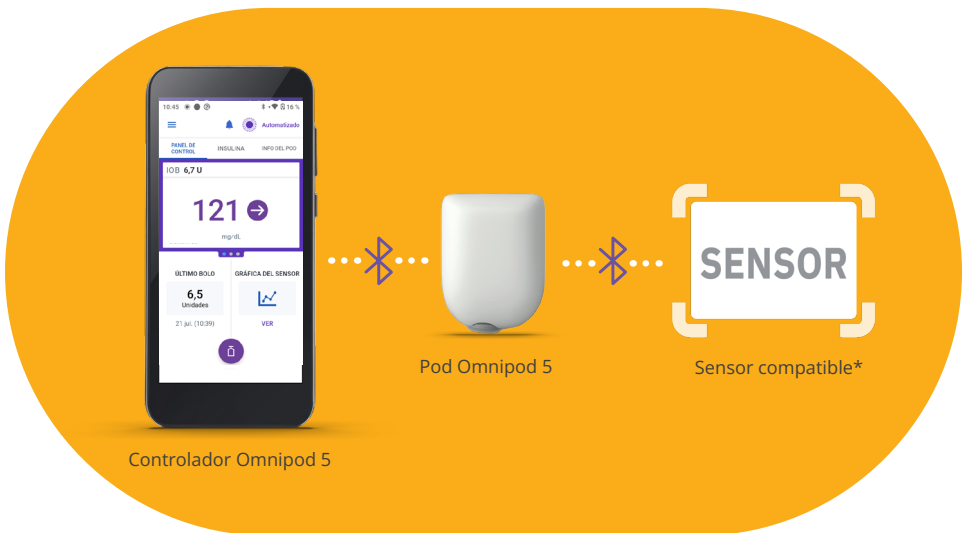 10:45
16 %
Automatizado
PANEL DE
CONTROL
INSULINA
INFO DEL POD
IOB 6,7 U
121
mg/dl
ÚLTIMO BOLO
GRÁFICA DEL SENSOR
6,5
Unidades
21 jul. (10:39)
VER
SENSOR
Pod Omnipod 5
Sensor compatible*
Controlador Omnipod 5